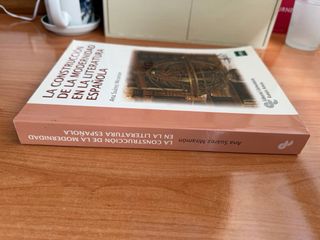 LA CONSTRUCCIÓN
DE LA MODERNIDAD
EN LA LITERATURA
ESPAÑOLA
Ana Suárez Miramón
LA CONSTRUCCIÓN DE LA MODERNIDAD
EN LA LITERATURA ESPAÑOLA
Ana Suárez Miramón